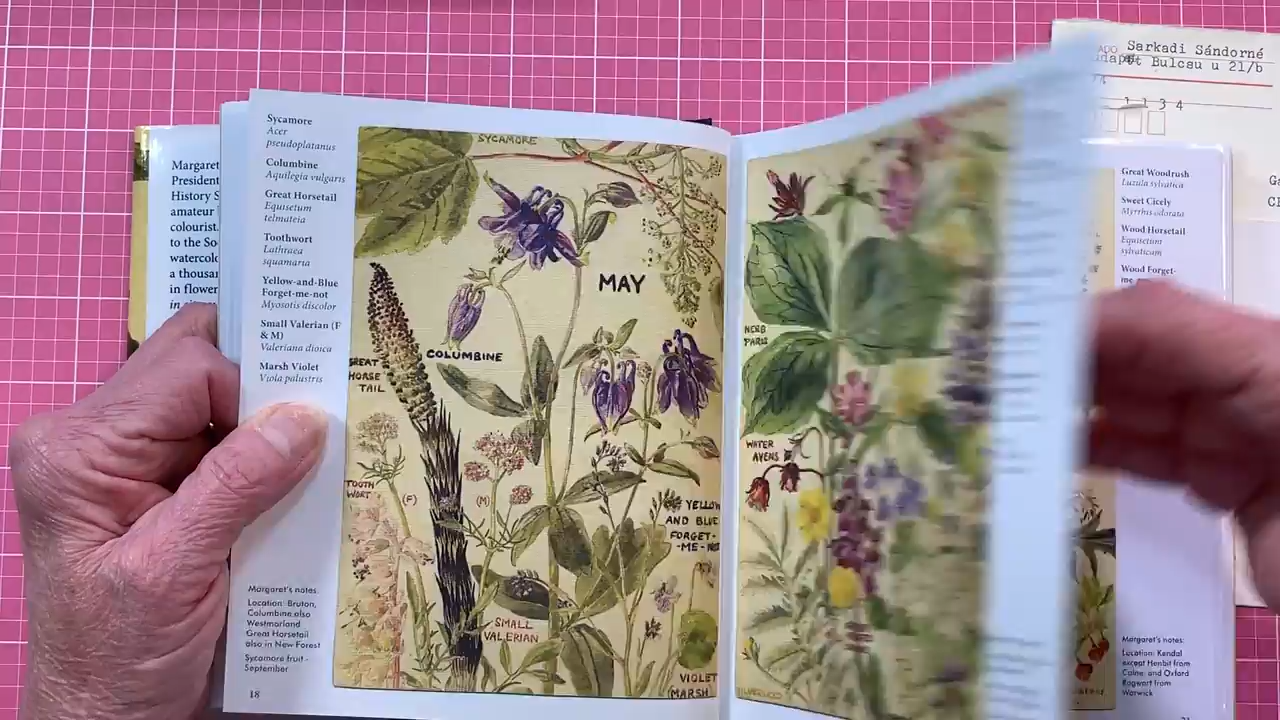 Sarkadi Sándorné
Bulcsu u 21/b
1 1 3 4
Margaret
President
History S
amateur
colourist.
to the So
watercolo
a thousan
in flower
Sycamore
Acer
pseudoplatanus
Columbine
Aquilegia vulgaris
Great Horsetail
Equisetum
telmateia
Toothwort
Lathraea
squamaria
Yellow-and-Blue
Forget-me-not
Myosotis discolor
Small Valerian (F
& M)
Valeriana dioica
Marsh Violet
Viola palustris
Margaret's notes:
Location: Bruton,
Columbine also
Westmorland
Great Horsetail
also in New Forest
Sycamore fruit -
September
18
SYCAMORE
MAY
COLUMBINE
GREAT
HORSE
TAIL
TOOTH
WORT
(F)
(M)
YELLOW
AND BLUE
FORGET-
-ME-NOT
SMALL
VALERIAN
VIOLET
MARSH
HERB
PARIS
WATER
AVENS
Great Woodrush
Luzula sylvatica
Sweet Cicely
Myrrhis odorata
Wood Horsetail
Equisetum
sylvaticum
Wood Forget-
Margaret's notes:
Location: Kendal
except Henbit from
Calne and Oxford
Ragwort from
Warwick